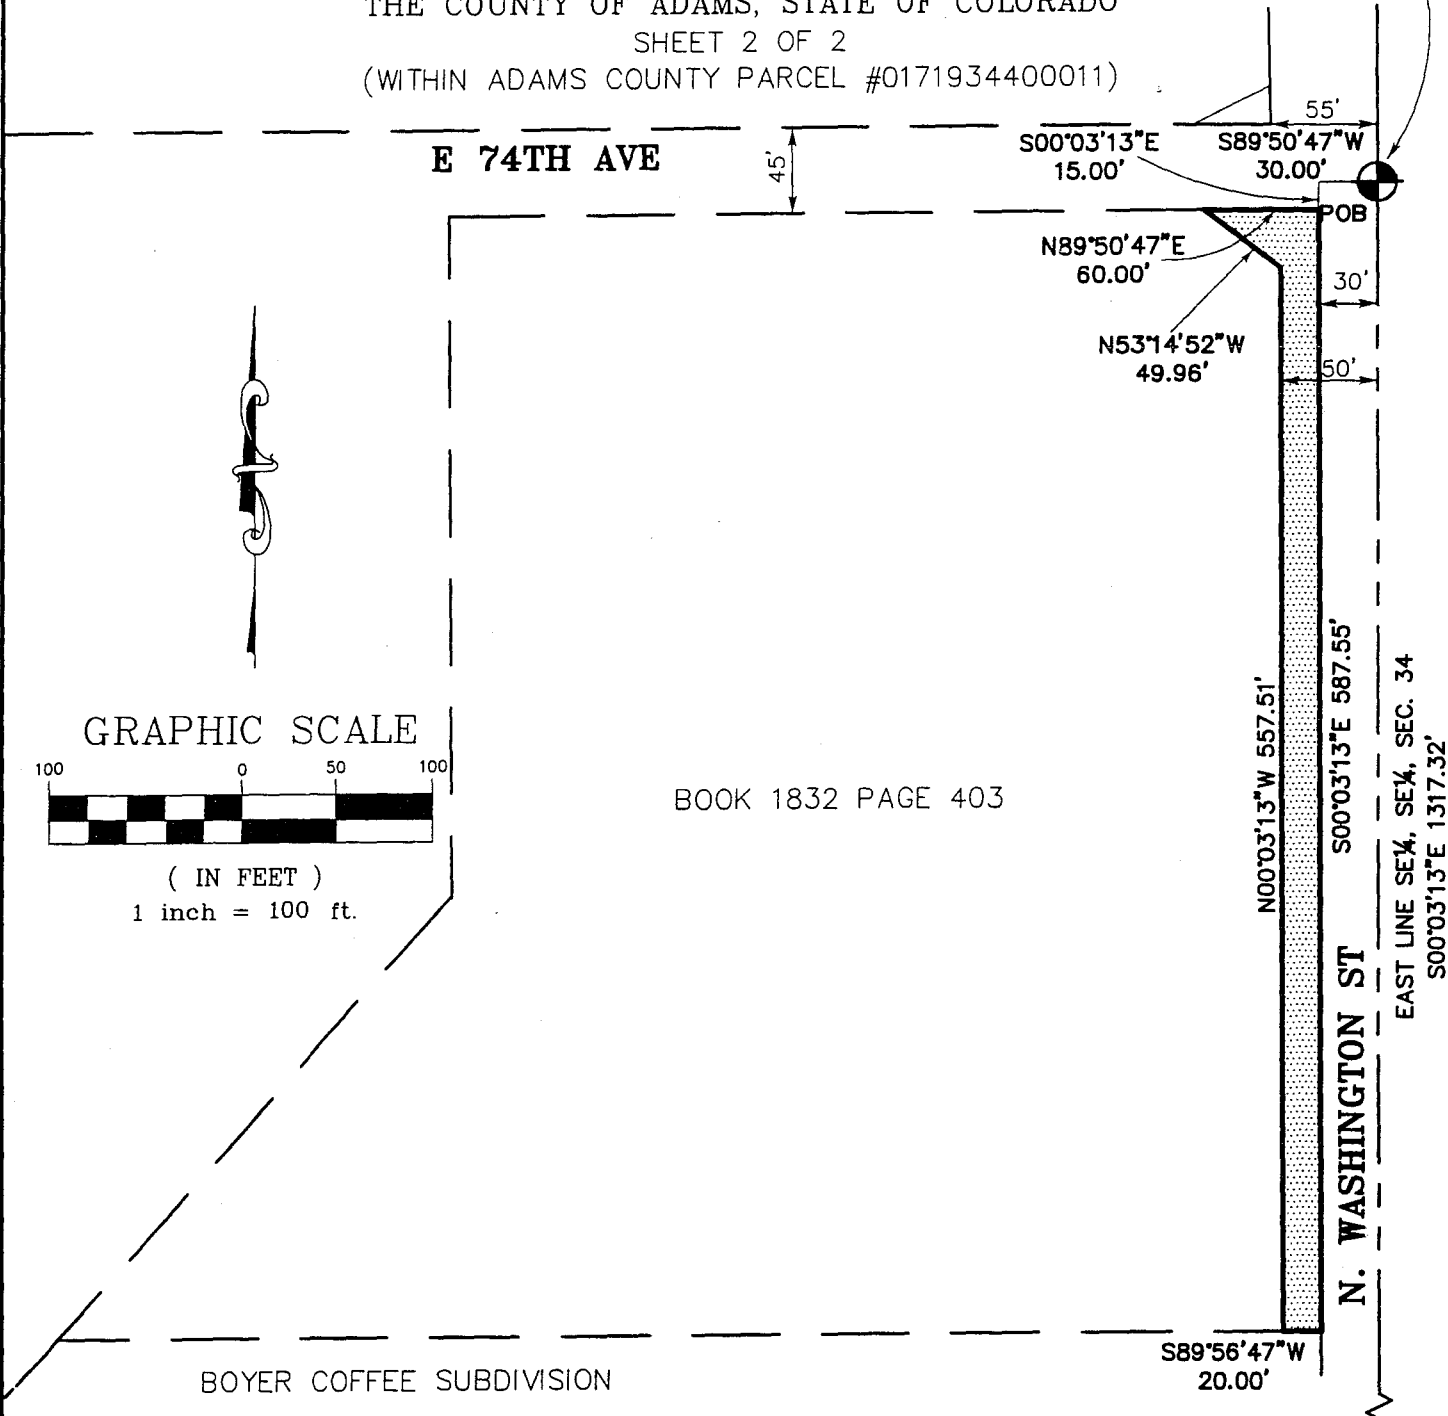 THE COUNTY OF ADAMS, STATE OF COLORADO
SHEET 2 OF 2
(WITHIN ADAMS COUNTY PARCEL #0171934400011)
55'
E 74TH AVE
45'
S00°03'13"E
15.00'
S89°50'47"W
30.00'
POB
N89°50'47"E
60.00'
30'
N53°14'52"W
49.96'
50'
GRAPHIC SCALE
100 0 50 100
( IN FEET )
1 inch = 100 ft.
BOOK 1832 PAGE 403
N00°03'13"W 557.51'
S00°03'13"E 587.55'
EAST LINE SE¼, SE¼, SEC. 34
S00°03'13"E 1317.32'
N. WASHINGTON ST
S89°56'47"W
20.00'
BOYER COFFEE SUBDIVISION